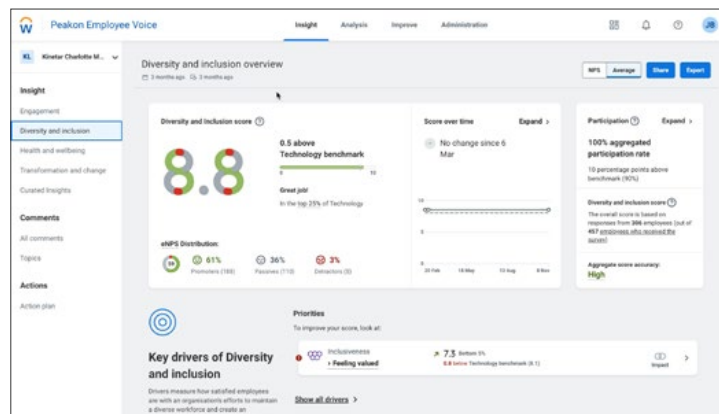 Peakon Employee Voice
Insight
Analysis
Improve
Administration
JB
KL
Kinetar Charlotte M...
Insight
Engagement
Diversity and inclusion
Health and wellbeing
Transformation and change
Curated Insights
Comments
All comments
Topics
Actions
Action plan
Diversity and inclusion overview
3 months ago
3 months ago
NPS
Average
Share
Export
Diversity and Inclusion score
8.8
0.5 above
Technology benchmark
0
10
Great job!
In the top 25% of Technology
eNPS Distribution:
61%
Promoters (188)
36%
Passives (110)
3%
Detractors (8)
Score over time
Expand >
No change since 6
Mar
10
5
0
Participation
Expand >
100% aggregated
participation rate
10 percentage points above
benchmark (90%)
Diversity and inclusion score
The overall score is based on
responses from 306 employees (out of
457 employees who received the
survey)
Aggregate score accuracy:
High
Key drivers of Diversity
and inclusion
Drivers measure how satisfied employees
are with an organisation's efforts to maintain
a diverse workforce and create an
Priorities
To improve your score, look at:
Inclusiveness
› Feeling valued
7.3 Bottom 5%
0.8 below Technology benchmark (8.1)
Impact
Show all drivers >